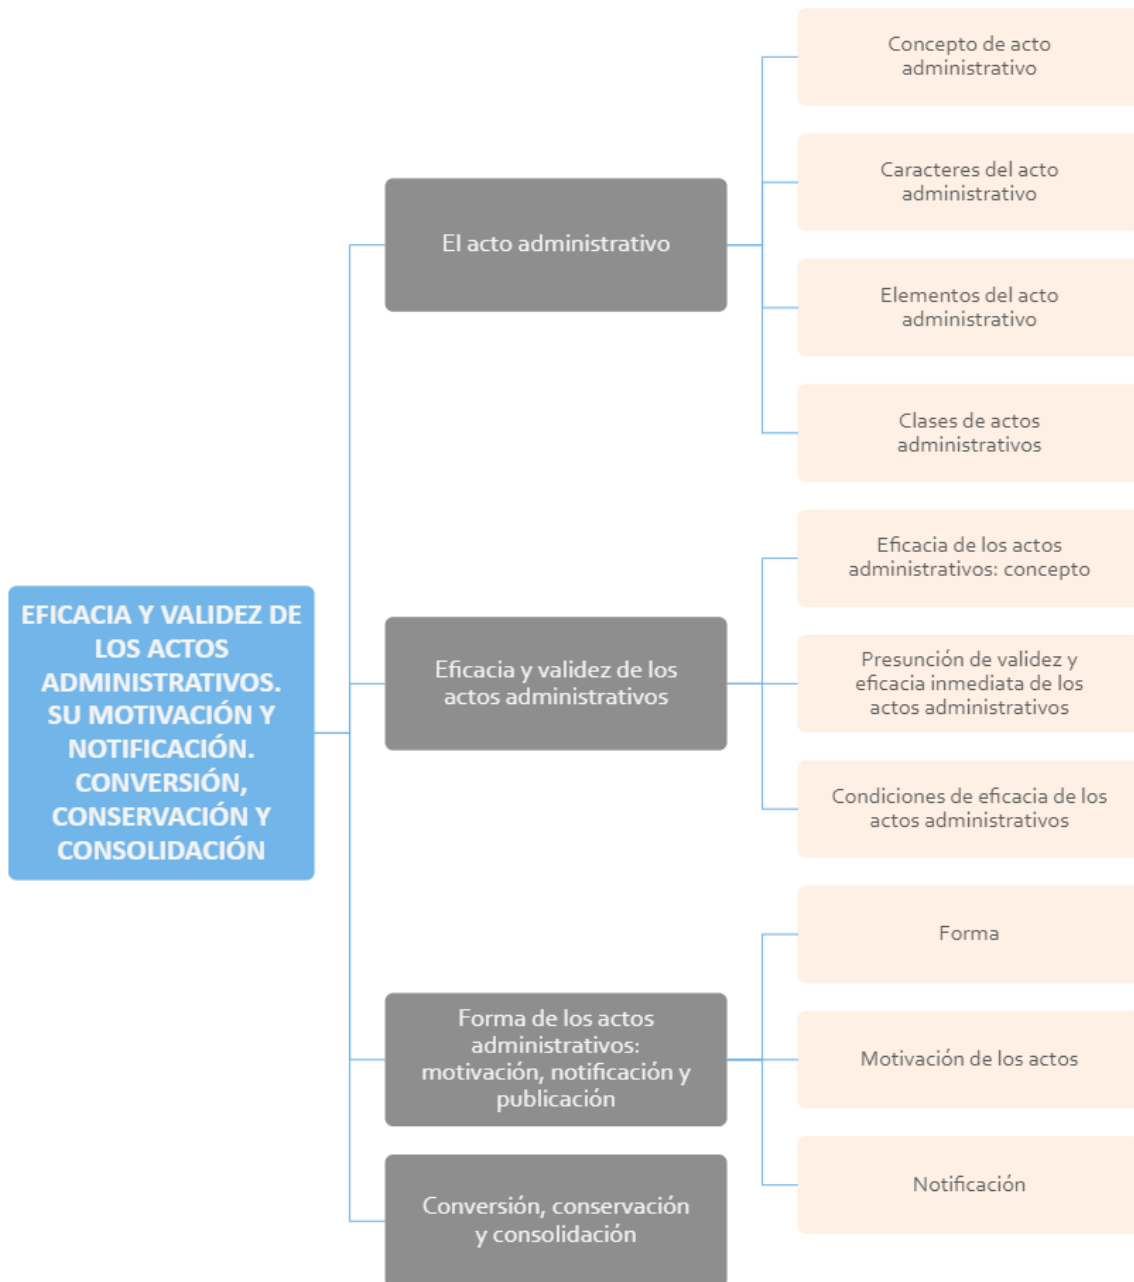 EFICACIA Y VALIDEZ DE
LOS ACTOS
ADMINISTRATIVOS.
SU MOTIVACIÓN Y
NOTIFICACIÓN.
CONVERSIÓN,
CONSERVACIÓN Y
CONSOLIDACIÓN
El acto administrativo
Concepto de acto
administrativo
Caracteres del acto
administrativo
Elementos del acto
administrativo
Clases de actos
administrativos
Eficacia y validez de los
actos administrativos
Eficacia de los actos
administrativos: concepto
Presunción de validez y
eficacia inmediata de los
actos administrativos
Condiciones de eficacia de los
actos administrativos
Forma de los actos
administrativos:
motivación, notificación y
publicación
Forma
Motivación de los actos
Notificación
Conversión, conservación
y consolidación